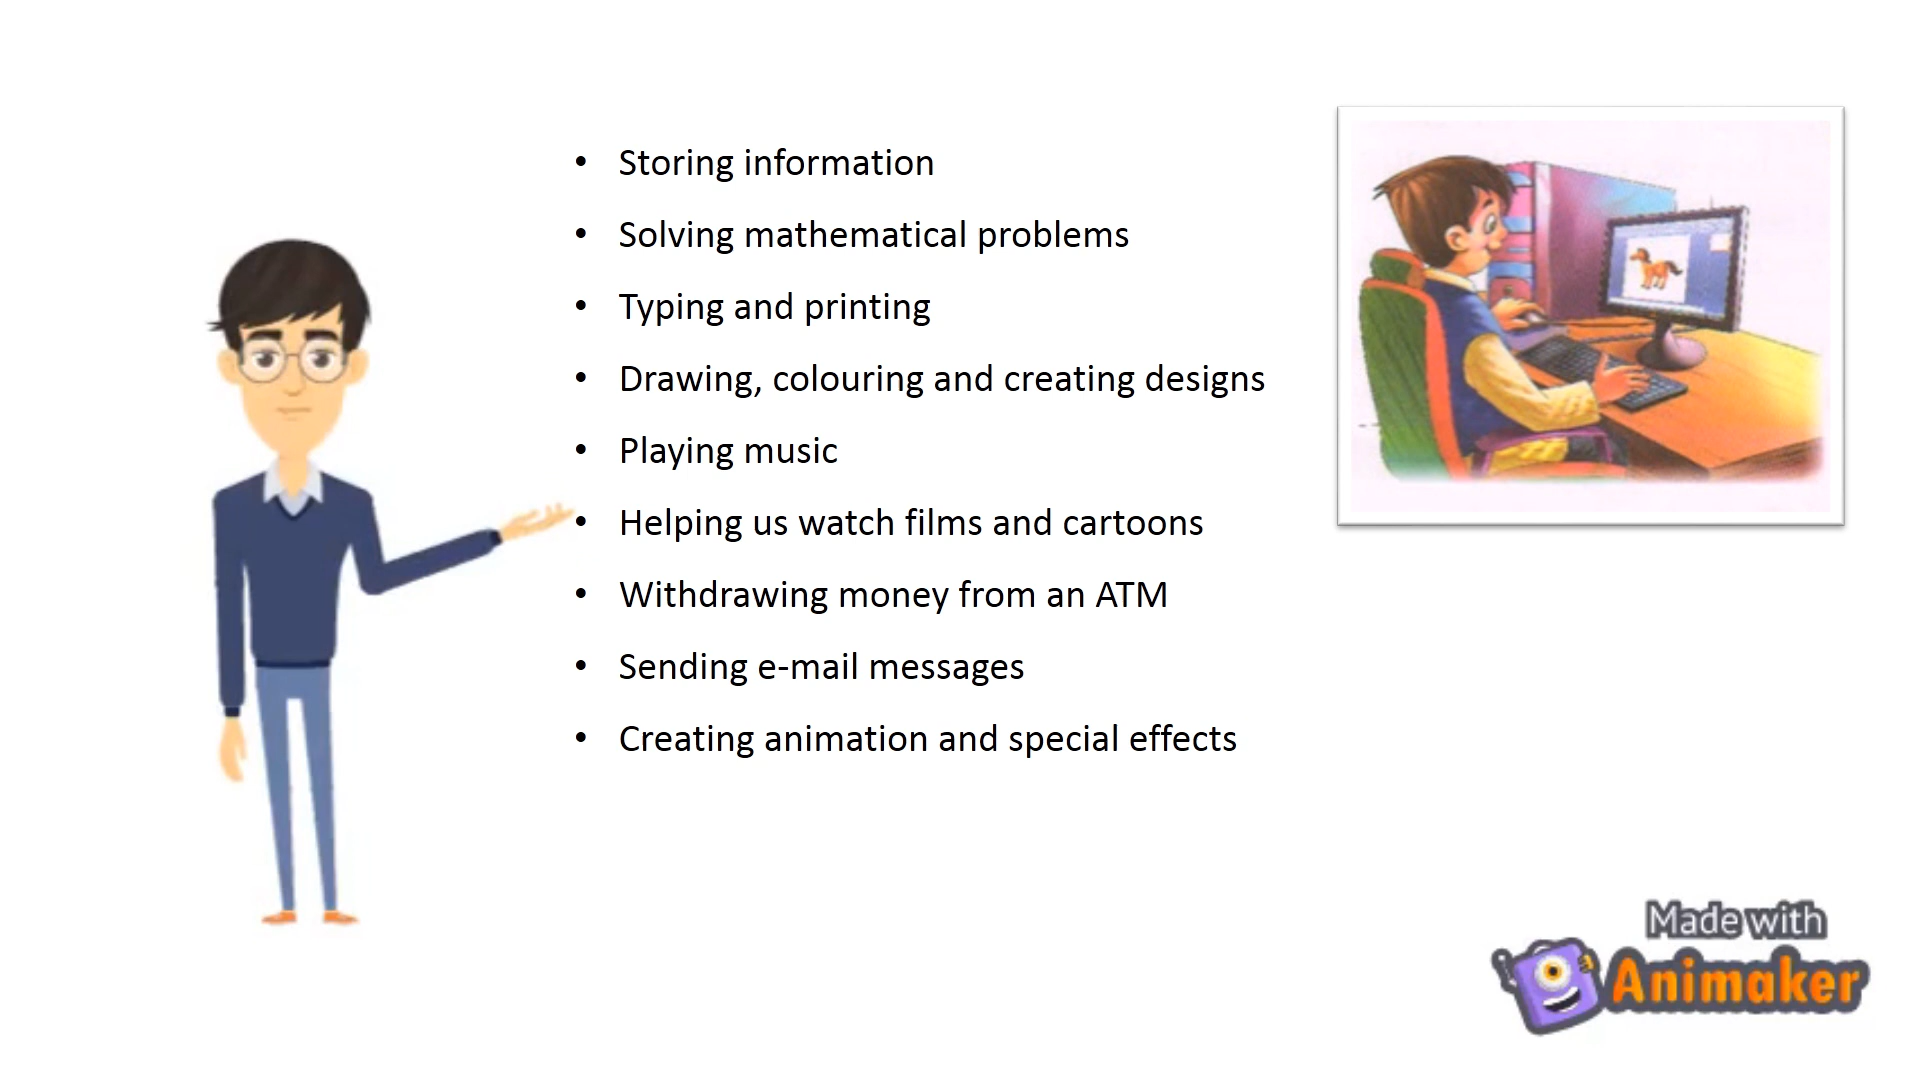 • Storing information
• Solving mathematical problems
• Typing and printing
• Drawing, colouring and creating designs
• Playing music
• Helping us watch films and cartoons
• Withdrawing money from an ATM
• Sending e-mail messages
• Creating animation and special effects
Made with
Animaker